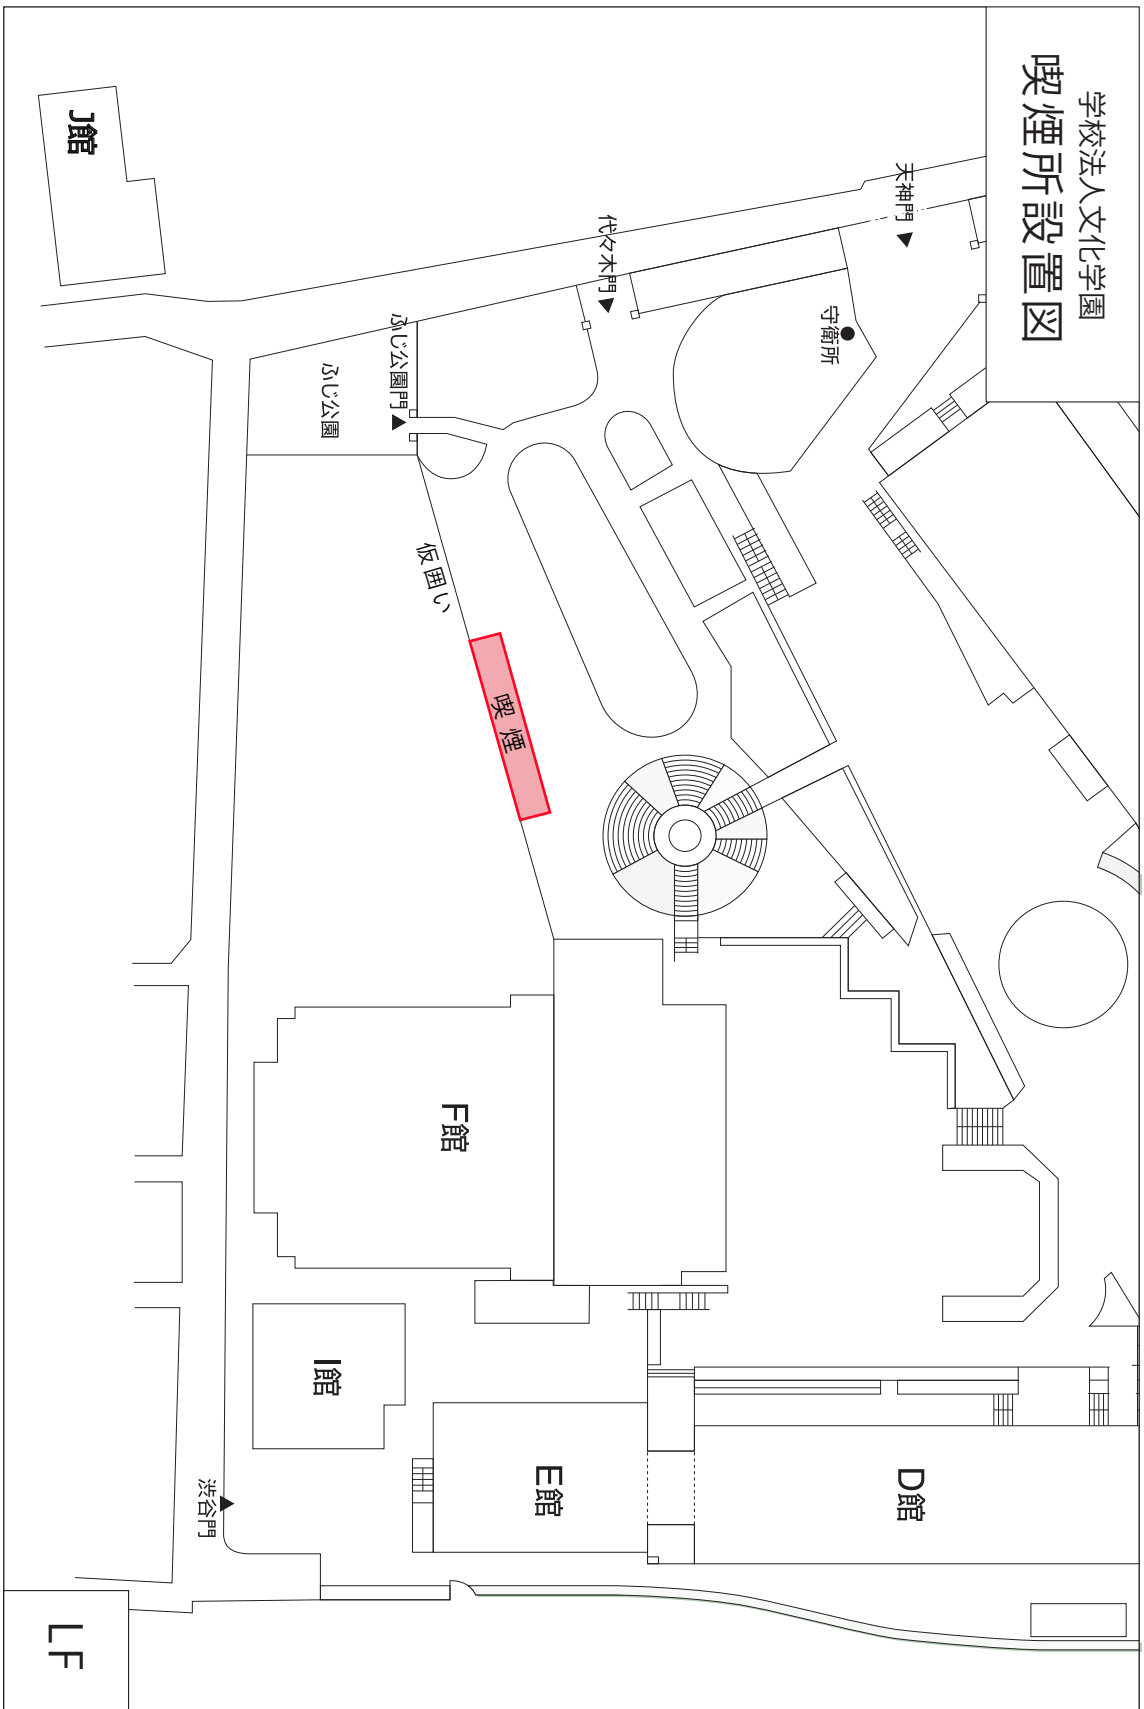 学校法人文化学園
喫煙所設置図
天神門
守衛所
代々木門
ふじ公園門
ふじ公園
J館
仮囲い
喫煙
F館
I館
E館
D館
渋谷門
LF